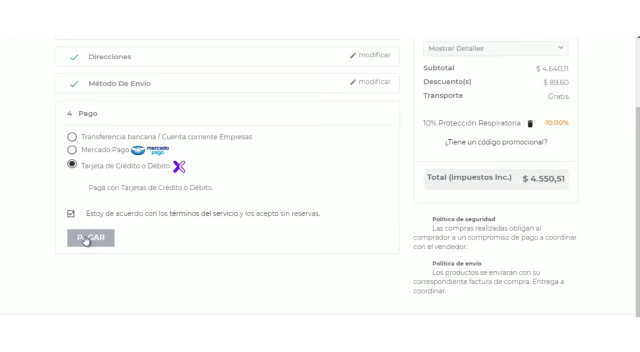 Direcciones
modificar
Método De Envío
modificar
4 Pago
Transferencia bancaria / Cuenta corriente Empresas
Mercado Pago mercado pago
Tarjeta de Crédito o Débito
Pagá con Tarjetas de Crédito o Débito.
Estoy de acuerdo con los términos del servicio y los acepto sin reservas.
PAGAR
Mostrar Detalles
Subtotal $ 4.640,11
Descuento(s) $ 89,60
Transporte Gratis
10% Protección Respiratoria -10.00%
¿Tiene un código promocional?
Total (impuestos inc.) $ 4.550,51
Política de seguridad
Las compras realizadas obligan al
comprador a un compromiso de pago a coordinar
con el vendedor.
Política de envío
Los productos se enviarán con su
correspondiente factura de compra. Entrega a
coordinar.